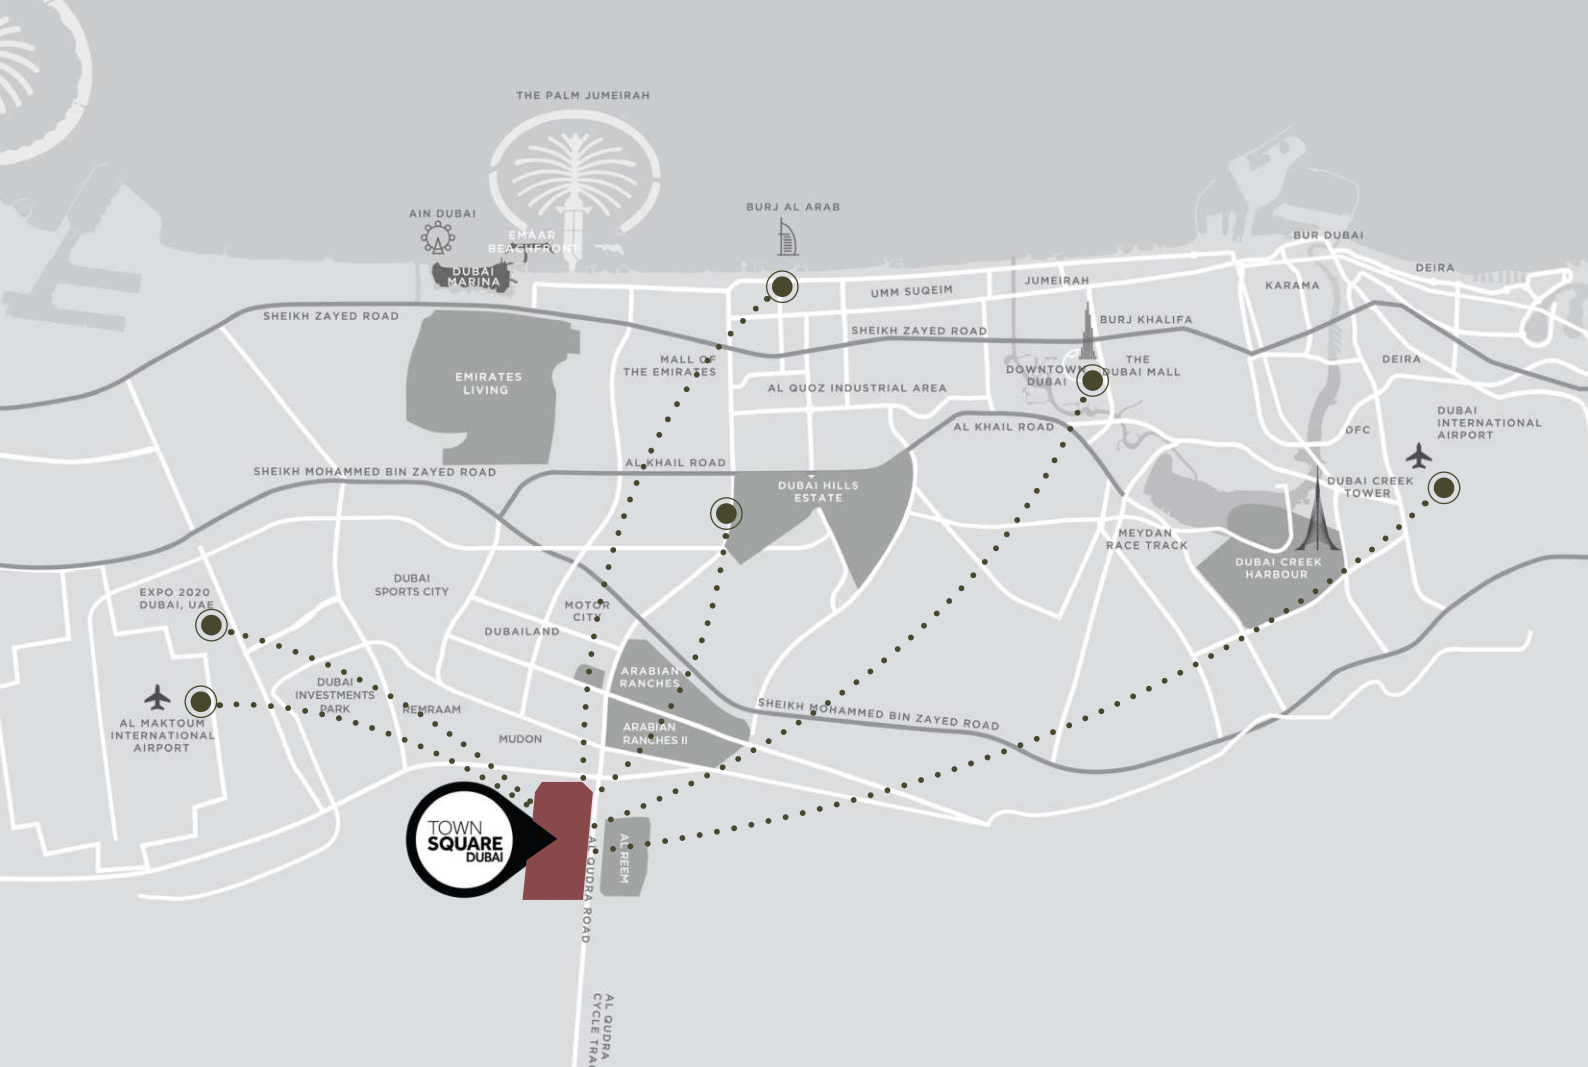 THE PALM JUMEIRAH
AIN DUBAI
BURJ AL ARAB
EMAAR
BEACHFRONT
DUBAI
MARINA
BUR DUBAI
DEIRA
UMM SUQEIM
JUMEIRAH
KARAMA
SHEIKH ZAYED ROAD
SHEIKH ZAYED ROAD
BURJ KHALIFA
MALL OF
THE EMIRATES
THE
DUBAI MALL
DOWNTOWN
DUBAI
DEIRA
EMIRATES
LIVING
AL QUOZ INDUSTRIAL AREA
DUBAI
INTERNATIONAL
AIRPORT
AL KHAIL ROAD
DFC
AL KHAIL ROAD
SHEIKH MOHAMMED BIN ZAYED ROAD
DUBAI HILLS
ESTATE
DUBAI CREEK
TOWER
MEYDAN
RACE TRACK
DUBAI CREEK
HARBOUR
DUBAI
SPORTS CITY
EXPO 2020
DUBAI, UAE
MOTOR
CITY
DUBAILAND
ARABIAN
RANCHES
DUBAI
INVESTMENTS
PARK
REMRAAM
SHEIKH MOHAMMED BIN ZAYED ROAD
AL MAKTOUM
INTERNATIONAL
AIRPORT
MUDON
ARABIAN
RANCHES II
TOWN
SQUARE
DUBAI
AL REEM
AL QUDRA ROAD
AL QUDRA
CYCLE TRAC